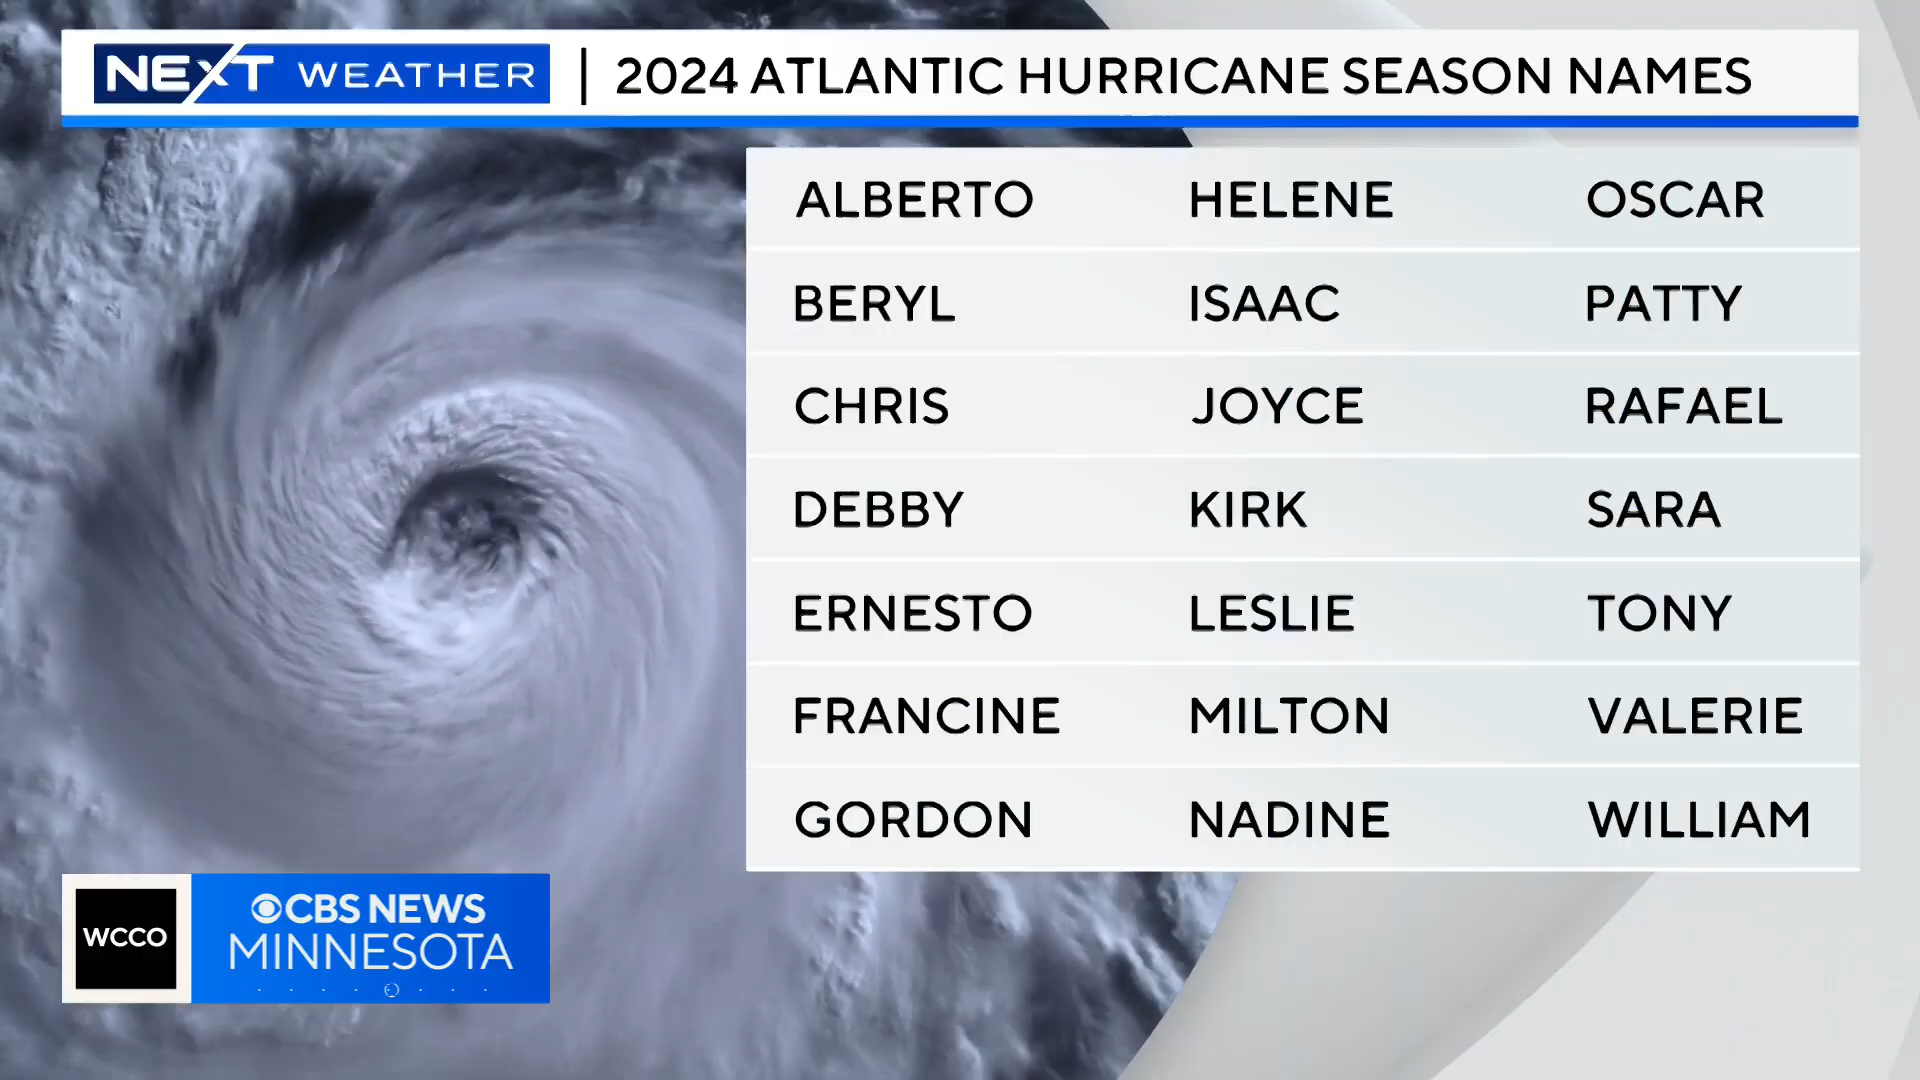 NEXT WEATHER | 2024 ATLANTIC HURRICANE SEASON NAMES
ALBERTO HELENE OSCAR
BERYL ISAAC PATTY
CHRIS JOYCE RAFAEL
DEBBY KIRK SARA
ERNESTO LESLIE TONY
FRANCINE MILTON VALERIE
GORDON NADINE WILLIAM
WCCO
CBS NEWS
MINNESOTA